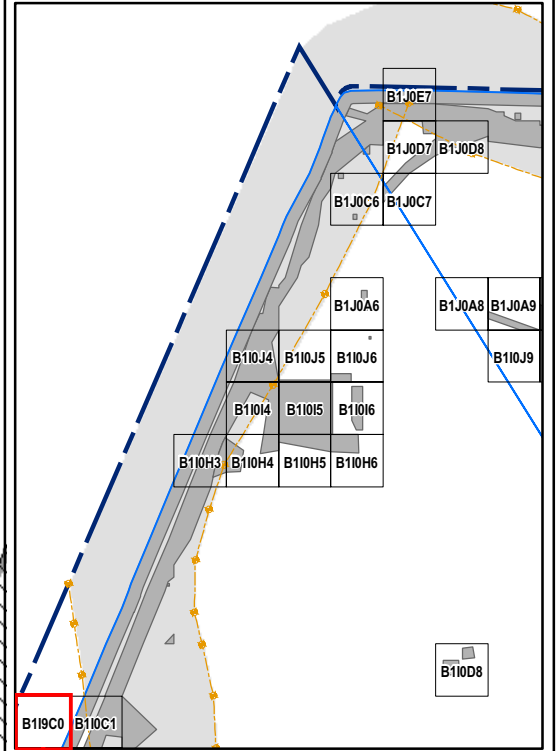 B1J0E7
B1J0D7 B1J0D8
B1J0C6 B1J0C7
B1J0A6 B1J0A8 B1J0A9
B1I0J4 B1I0J5 B1I0J6 B1I0J9
B1I0I4 B1I0I5 B1I0I6
B1I0H3 B1I0H4 B1I0H5 B1I0H6
B1I0D8
B1I9C0 B1I0C1